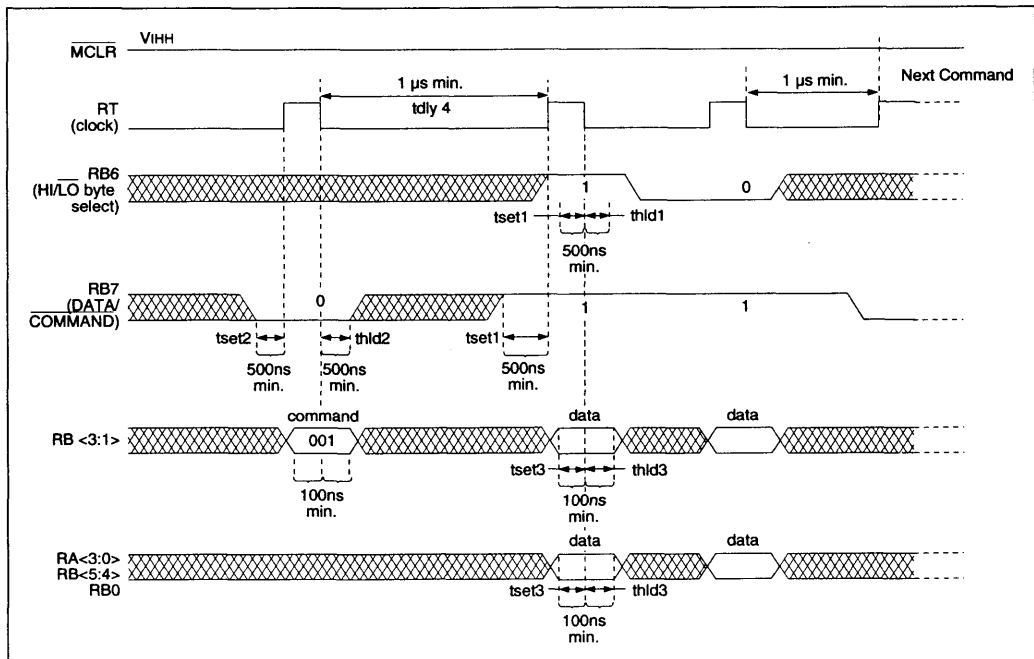 VIHH
MCLR
1 µs min.
1 µs min.
Next Command
RT
(clock)
tdly 4
RB6
(HI/LO byte
select)
1
0
tset1
thld1
500ns
min.
RB7
(DATA/
COMMAND)
0
1
1
tset2
thld2
tset1
500ns
min.
500ns
min.
500ns
min.
command
data
data
RB <3:1>
001
tset3
thld3
100ns
min.
100ns
min.
data
data
RA<3:0>
RB<5:4>
RB0
tset3
thld3
100ns
min.